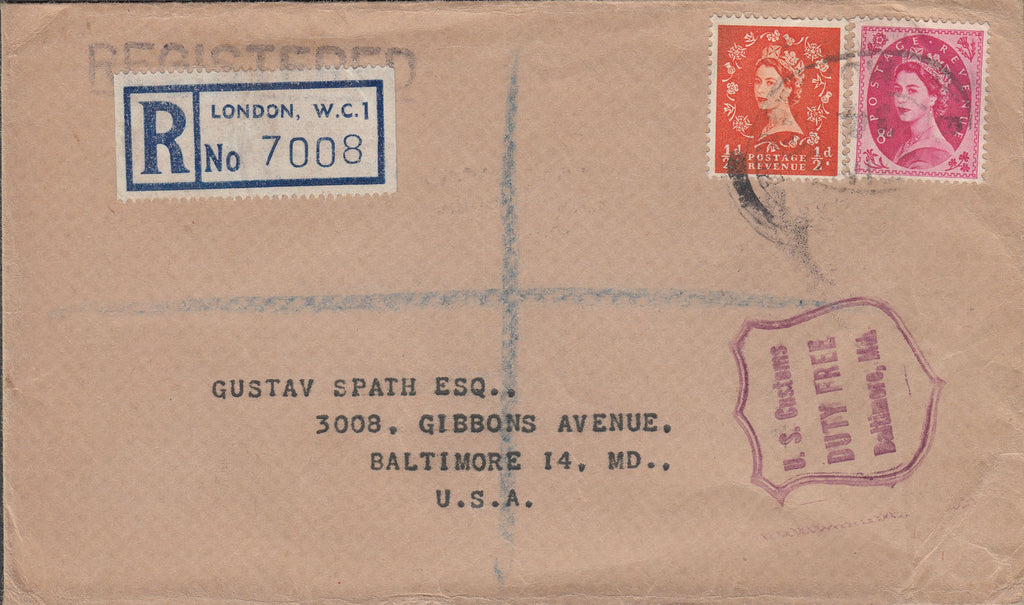 REGISTERED
R
LONDON, W.C.1
No 7008
½d POSTAGE ½d
REVENUE
POSTAGE REVENUE
8d
GUSTAV SPATH ESQ..
3008. GIBBONS AVENUE.
BALTIMORE 14. MD..
U.S.A.
U. S. Customs
DUTY FREE
Baltimore, Md.